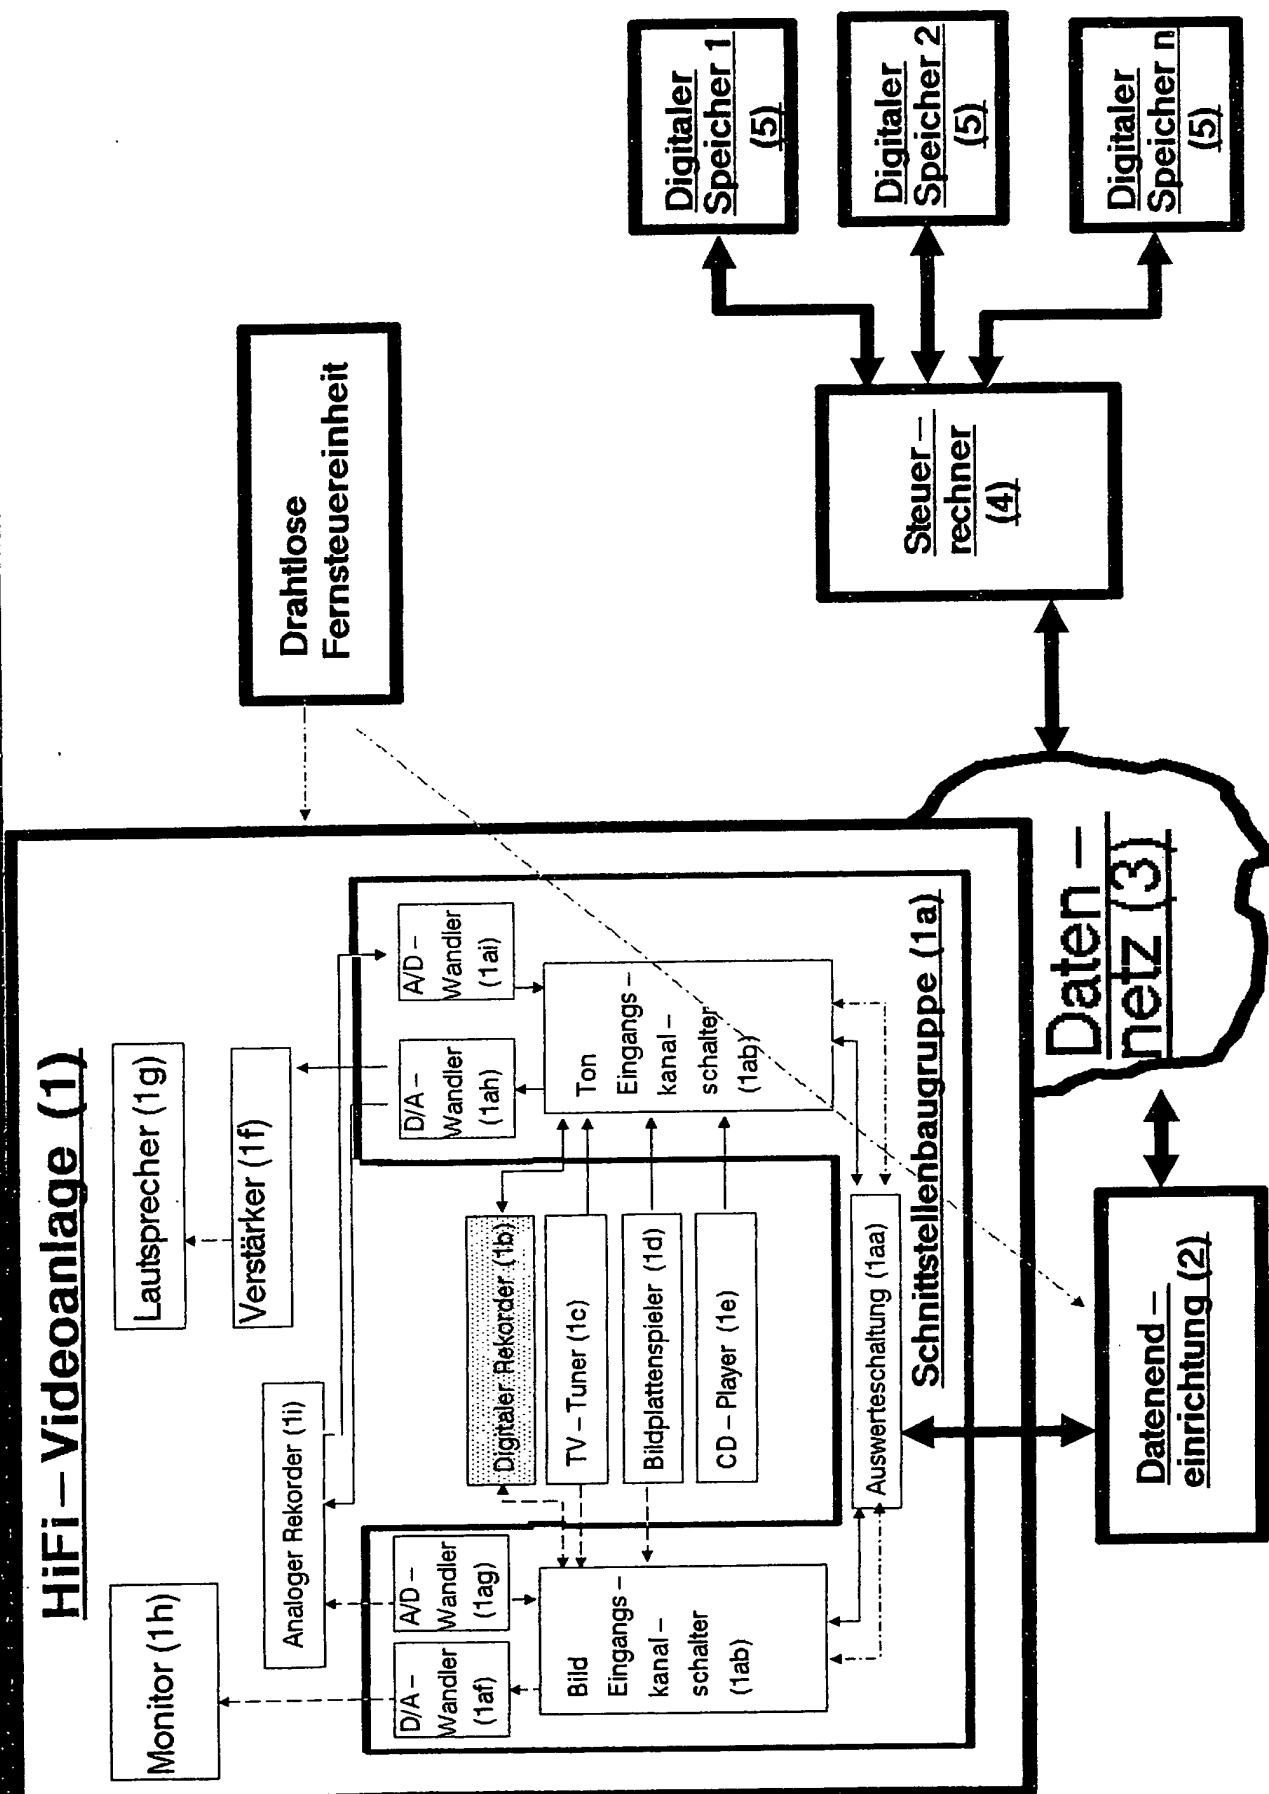 HiFi – Videoanlage (1)
Monitor (1h)
Lautsprecher (1g)
Verstärker (1f)
Analoger Rekorder (1i)
Drahtlose
Fernsteuereinheit
D/A –
Wandler
(1af)
A/D –
Wandler
(1ag)
D/A –
Wandler
(1ah)
A/D –
Wandler
(1ai)
Digitaler Rekorder (1b)
TV – Tuner (1c)
Bildplattenspieler (1d)
CD – Player (1e)
Bild
Eingangs –
kanal –
schalter
(1ab)
Ton
Eingangs –
kanal –
schalter
(1ab)
Auswerteschaltung (1aa)
Schnittstellenbaugruppe (1a)
Datenend –
einrichtung (2)
Daten –
netz (3)
Steuer –
rechner
(4)
Digitaler
Speicher 1
(5)
Digitaler
Speicher 2
(5)
Digitaler
Speicher n
(5)